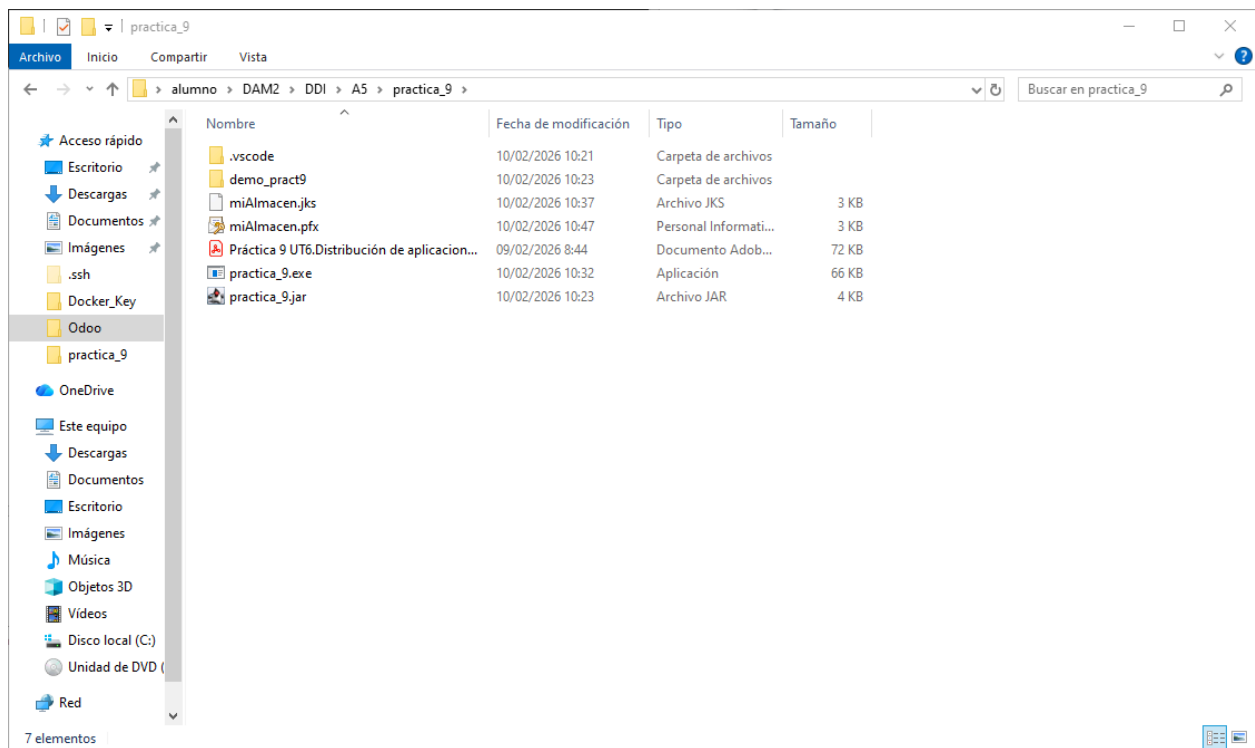 practica_9
Archivo Inicio Compartir Vista
alumno > DAM2 > DDI > A5 > practica_9 >
Buscar en practica_9
Nombre Fecha de modificación Tipo Tamaño
Acceso rápido
Escritorio
Descargas
Documentos
Imágenes
.ssh
Docker_Key
Odoo
practica_9
OneDrive
Este equipo
Descargas
Documentos
Escritorio
Imágenes
Música
Objetos 3D
Vídeos
Disco local (C:)
Unidad de DVD (
Red
.vscode 10/02/2026 10:21 Carpeta de archivos
demo_pract9 10/02/2026 10:23 Carpeta de archivos
miAlmacen.jks 10/02/2026 10:37 Archivo JKS 3 KB
miAlmacen.pfx 10/02/2026 10:47 Personal Informati... 3 KB
Práctica 9 UT6.Distribución de aplicacion... 09/02/2026 8:44 Documento Adob... 72 KB
practica_9.exe 10/02/2026 10:32 Aplicación 66 KB
practica_9.jar 10/02/2026 10:23 Archivo JAR 4 KB
7 elementos